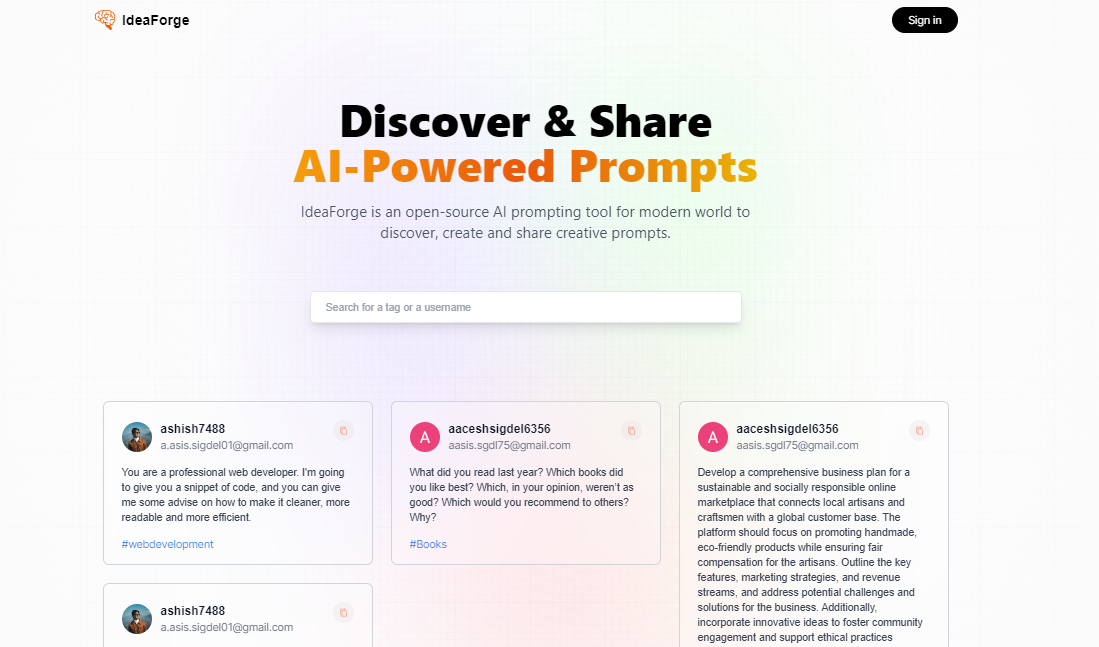 IdeaForge
Sign in
Discover & Share
AI-Powered Prompts
IdeaForge is an open-source AI prompting tool for modern world to
discover, create and share creative prompts.
Search for a tag or a username
ashish7488
a.asis.sigdel01@gmail.com
You are a professional web developer. I'm going
to give you a snippet of code, and you can give
me some advise on how to make it cleaner, more
readable and more efficient.
#webdevelopment
aaceshsigdel6356
aasis.sgdl75@gmail.com
What did you read last year? Which books did
you like best? Which, in your opinion, weren't as
good? Which would you recommend to others?
Why?
#Books
aaceshsigdel6356
aasis.sgdl75@gmail.com
Develop a comprehensive business plan for a
sustainable and socially responsible online
marketplace that connects local artisans and
craftsmen with a global customer base. The
platform should focus on promoting handmade,
eco-friendly products while ensuring fair
compensation for the artisans. Outline the key
features, marketing strategies, and revenue
streams, and address potential challenges and
solutions for the business. Additionally,
incorporate innovative ideas to foster community
engagement and support ethical practices
ashish7488
a.asis.sigdel01@gmail.com
A
A